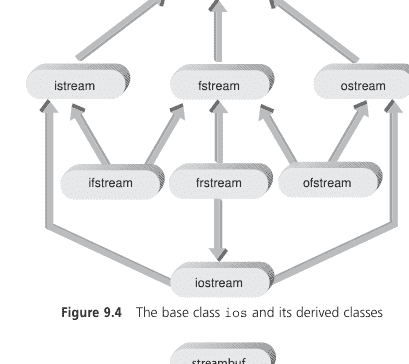 istream fstream ostream
ifstream frstream ofstream
iostream
Figure 9.4 The base class ios and its derived classes
streambuf